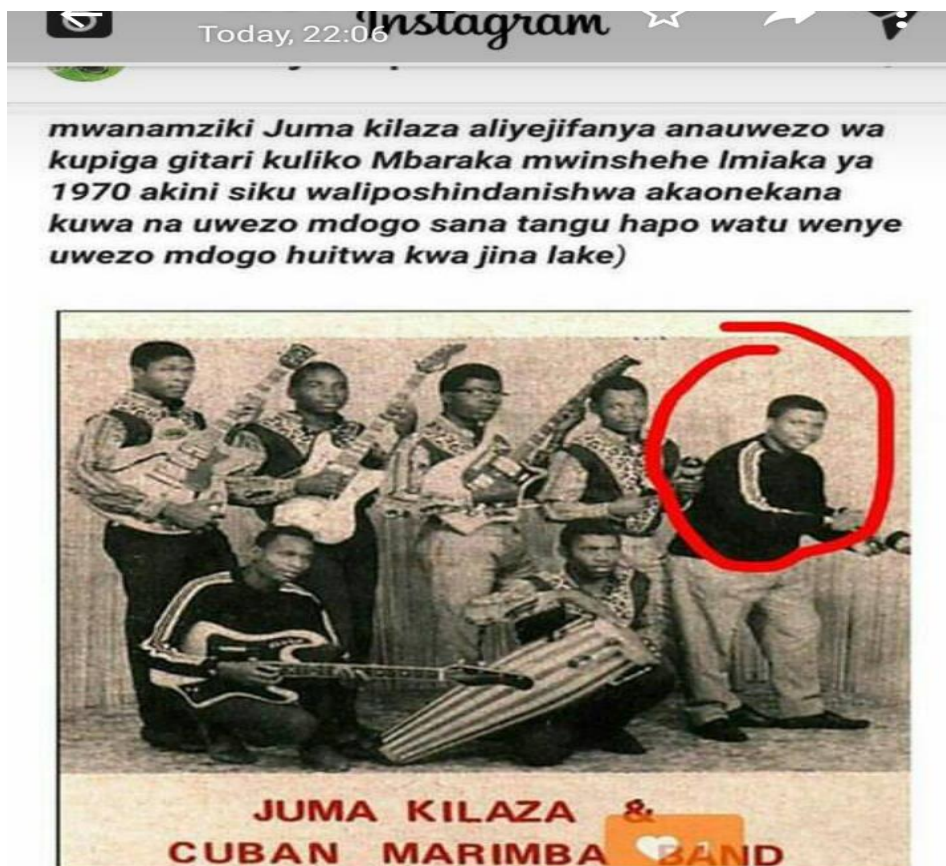 Today, 22:06
Instagram
mwanamziki Juma kilaza aliyejifanya anauwezo wa
kupiga gitari kuliko Mbaraka mwinshehe lmiaka ya
1970 akini siku waliposhindanishwa akaonekana
kuwa na uwezo mdogo sana tangu hapo watu wenye
uwezo mdogo huitwa kwa jina lake)
JUMA KILAZA &
CUBAN MARIMBA BAND
1